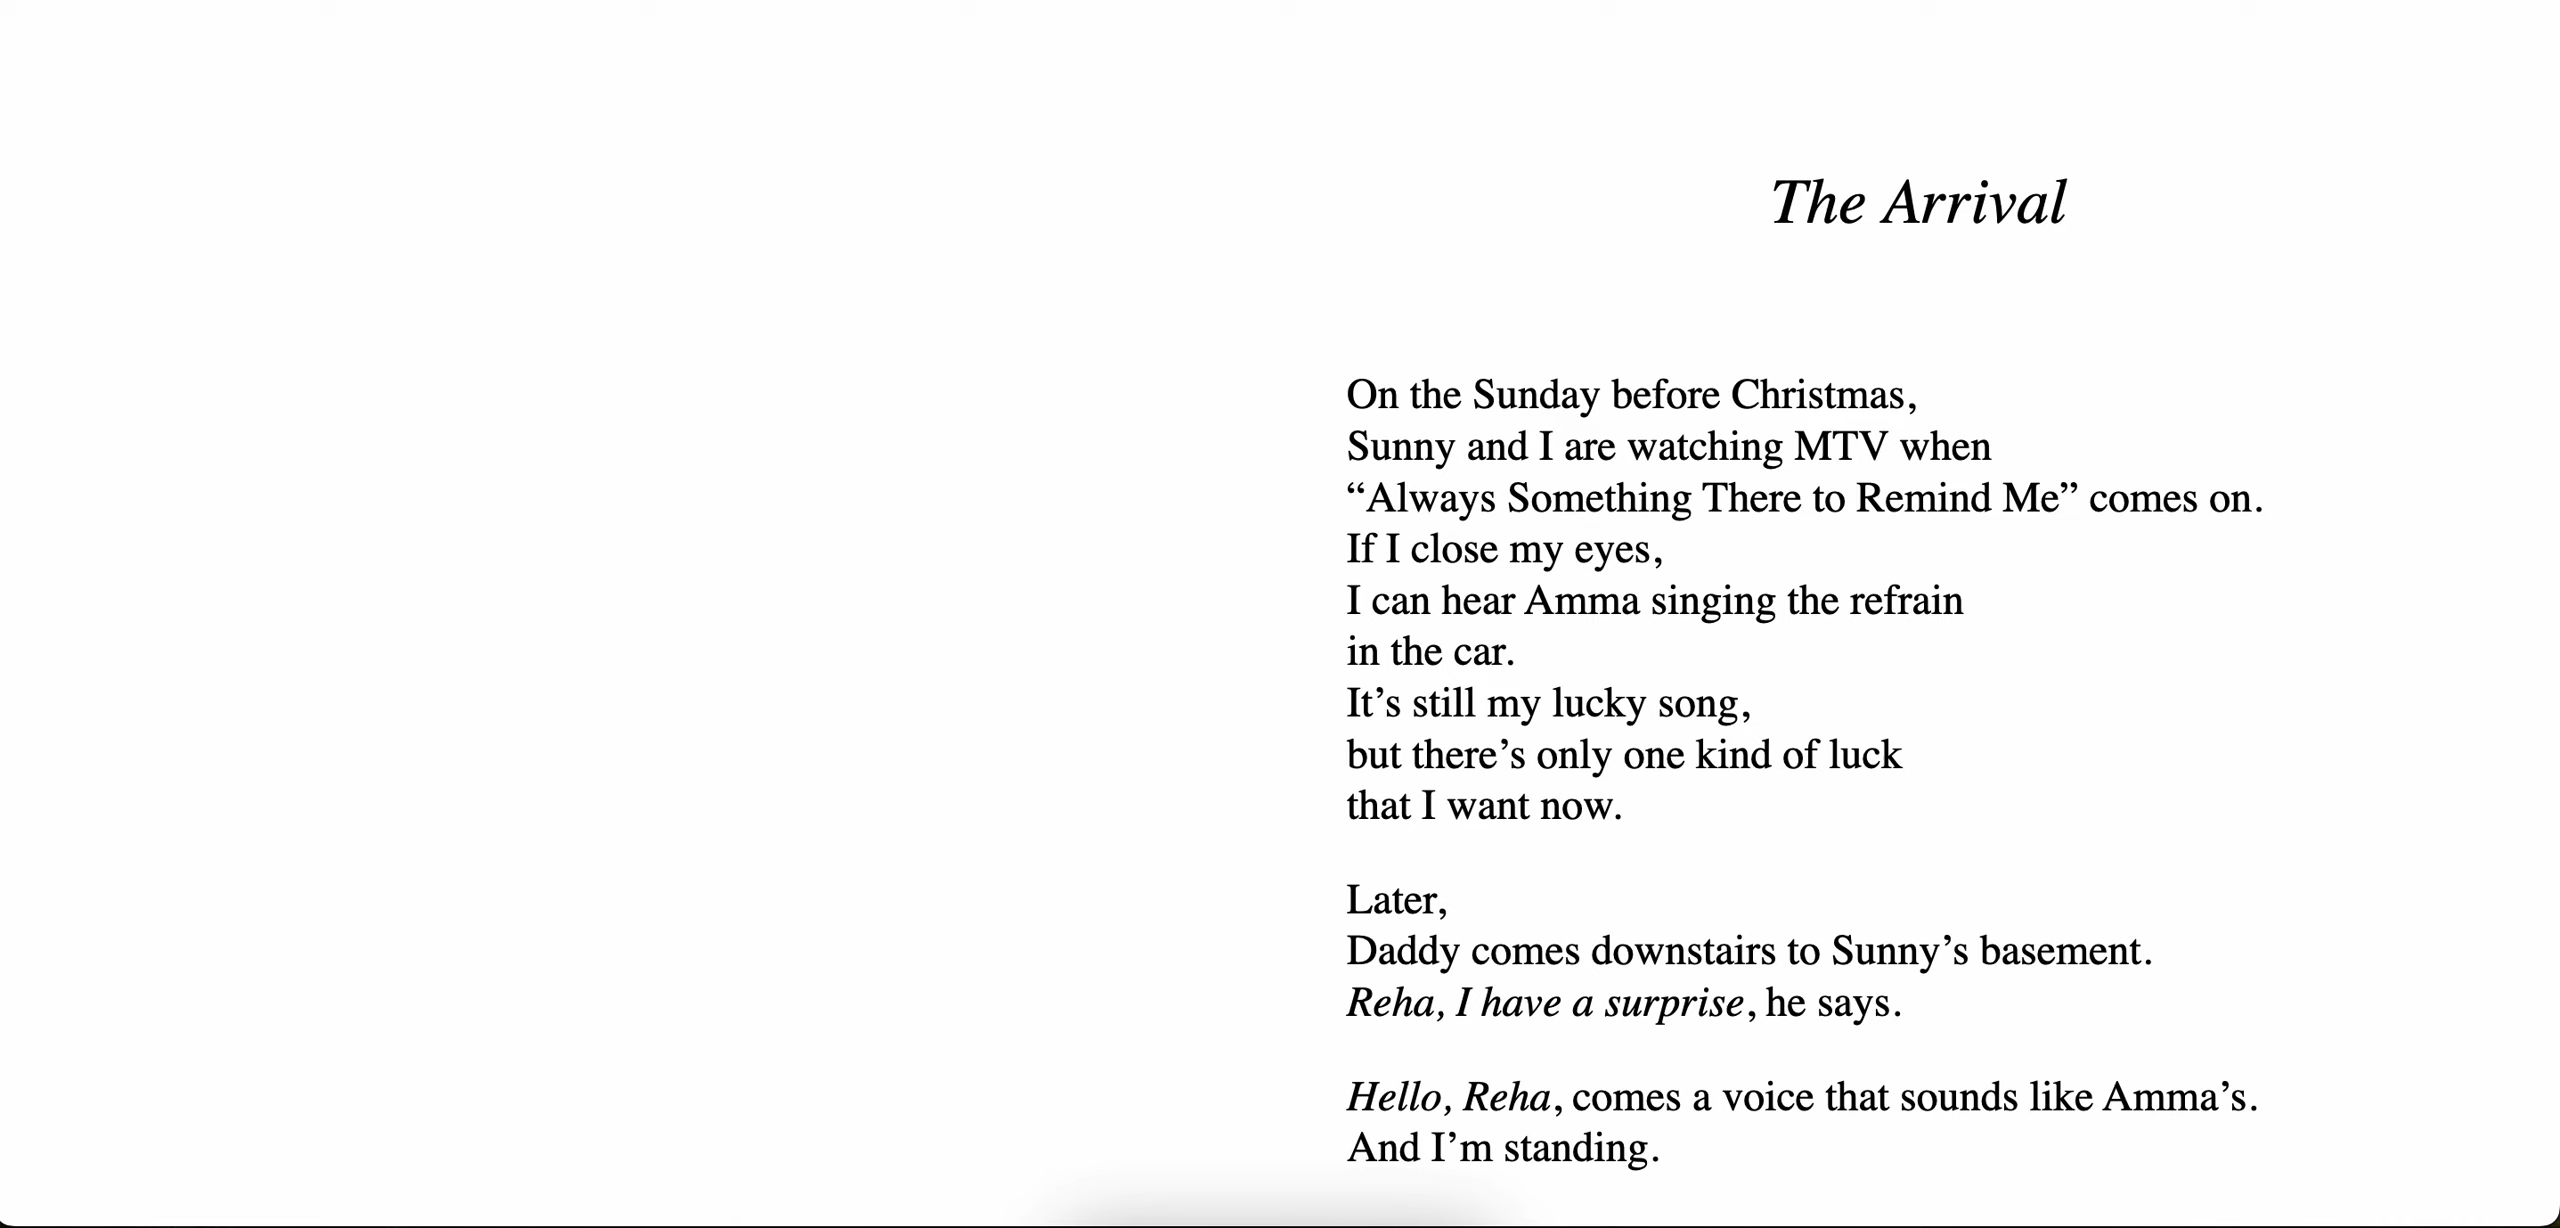 The Arrival
On the Sunday before Christmas,
Sunny and I are watching MTV when
“Always Something There to Remind Me” comes on.
If I close my eyes,
I can hear Amma singing the refrain
in the car.
It’s still my lucky song,
but there’s only one kind of luck
that I want now.
Later,
Daddy comes downstairs to Sunny’s basement.
Reha, I have a surprise, he says.
Hello, Reha, comes a voice that sounds like Amma’s.
And I’m standing.